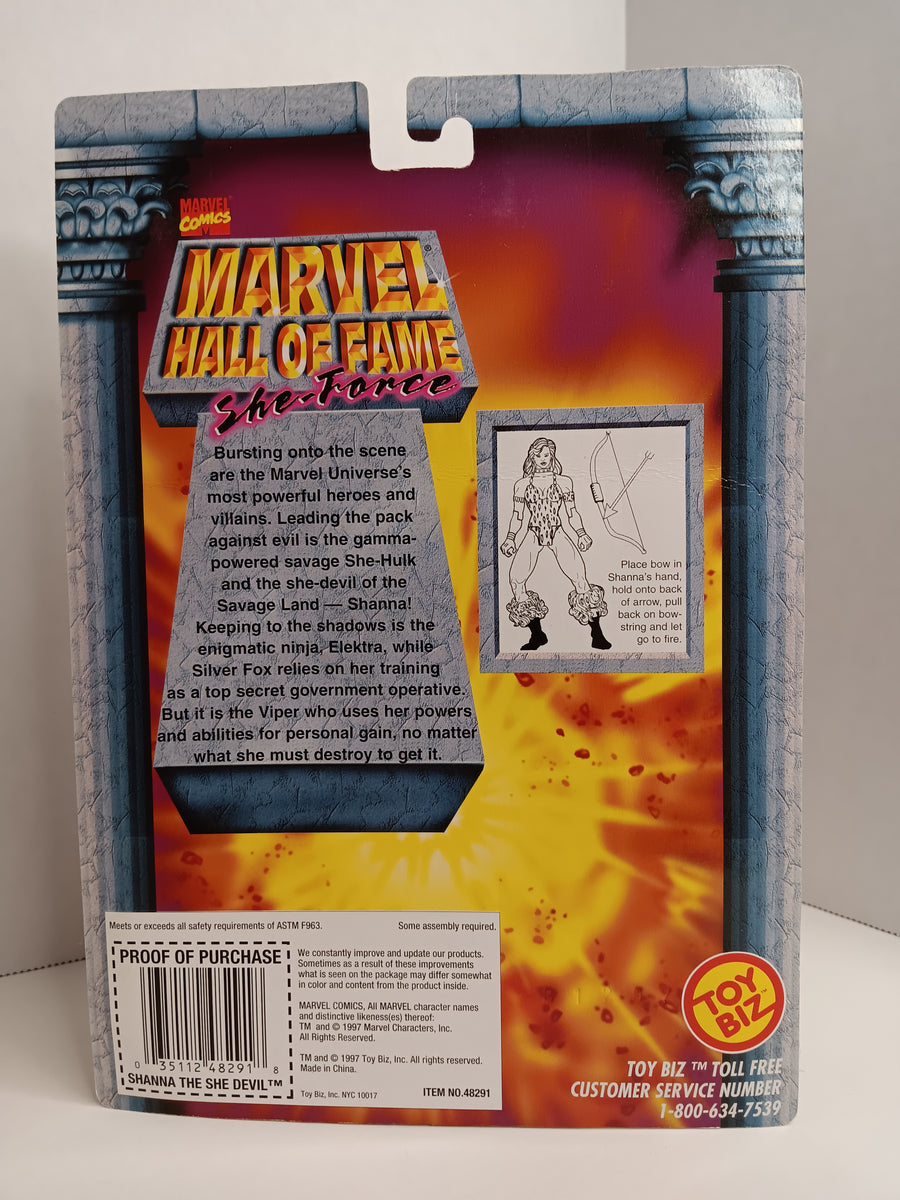 MARVEL
COMICS
M
MARVEL®
HALL OF FAME
She-Force
Bursting onto the scene
are the Marvel Universe's
most powerful heroes and
villains. Leading the pack
against evil is the gamma-
powered savage She-Hulk
and the she-devil of the
Savage Land — Shanna!
Keeping to the shadows is the
enigmatic ninja, Elektra, while
Silver Fox relies on her training
as a top secret government operative.
But it is the Viper who uses her powers
and abilities for personal gain, no matter
what she must destroy to get it.
Place bow in
Shanna's hand,
hold onto back
of arrow, pull
back on bow-
string and let
go to fire.
Meets or exceeds all safety requirements of ASTM F963.
Some assembly required.
PROOF OF PURCHASE
0 35112 48291 8
SHANNA THE SHE DEVIL™
We constantly improve and update our products.
Sometimes as a result of these improvements
what is seen on the package may differ somewhat
in color and content from the product inside.
MARVEL COMICS, All MARVEL character names
and distinctive likeness(es) thereof:
TM and © 1997 Marvel Characters, Inc.
All Rights Reserved.
TM and © 1997 Toy Biz, Inc. All rights reserved.
Made in China.
Toy Biz, Inc. NYC 10017
ITEM NO.48291
TOY
BIZ™
TOY BIZ ™ TOLL FREE
CUSTOMER SERVICE NUMBER
1-800-634-7539